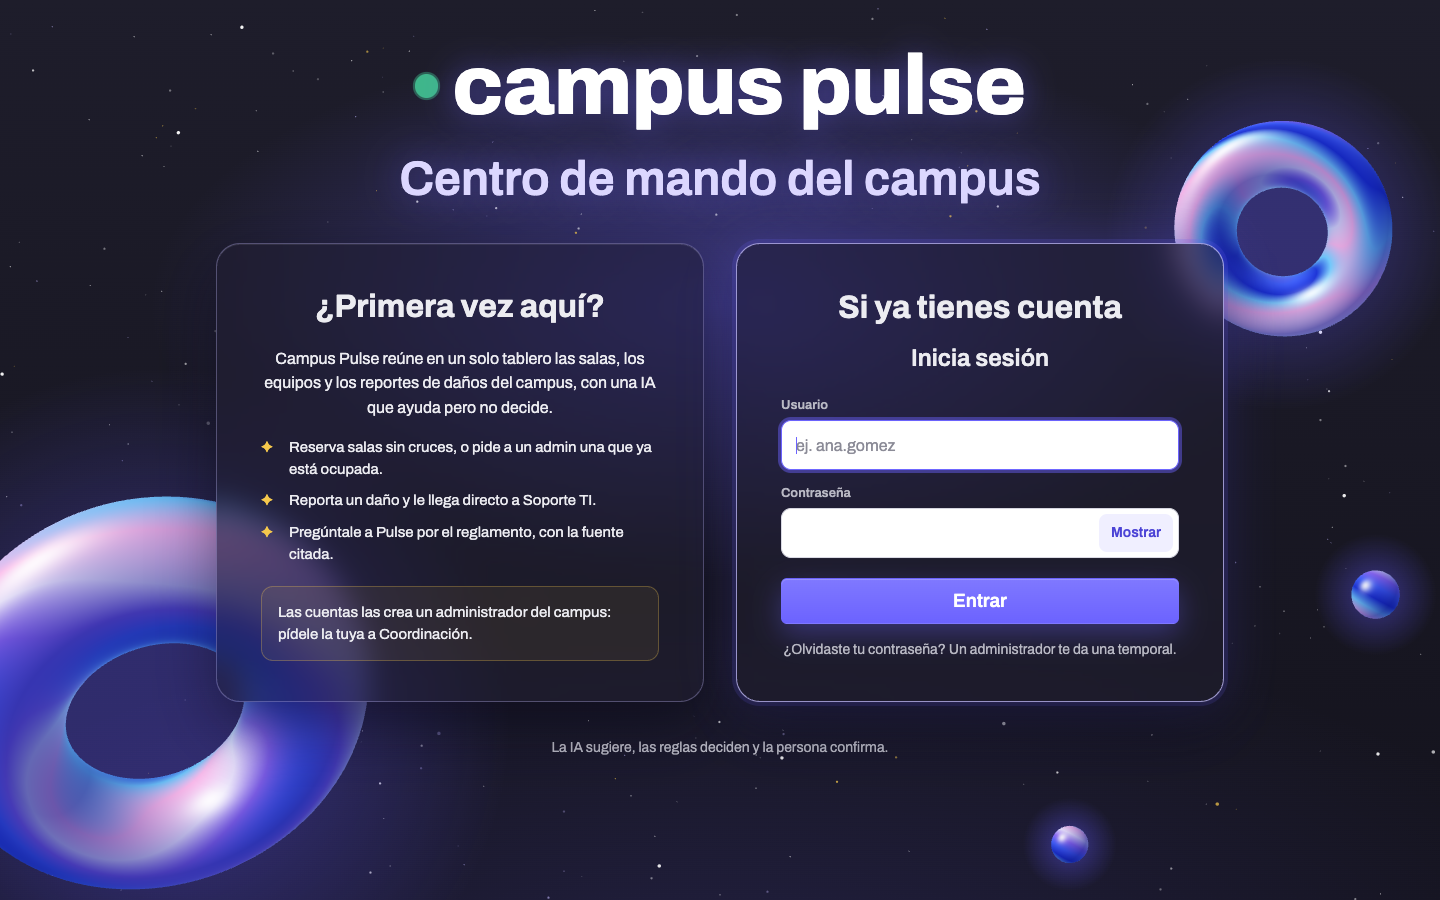 campus pulse
Centro de mando del campus
¿Primera vez aquí?
Campus Pulse reúne en un solo tablero las salas, los
equipos y los reportes de daños del campus, con una IA
que ayuda pero no decide.
Reserva salas sin cruces, o pide a un admin una que ya
está ocupada.
Reporta un daño y le llega directo a Soporte TI.
Pregúntale a Pulse por el reglamento, con la fuente
citada.
Las cuentas las crea un administrador del campus:
pídele la tuya a Coordinación.
Si ya tienes cuenta
Inicia sesión
Usuario
ej. ana.gomez
Contraseña
Mostrar
Entrar
¿Olvidaste tu contraseña? Un administrador te da una temporal.
La IA sugiere, las reglas deciden y la persona confirma.